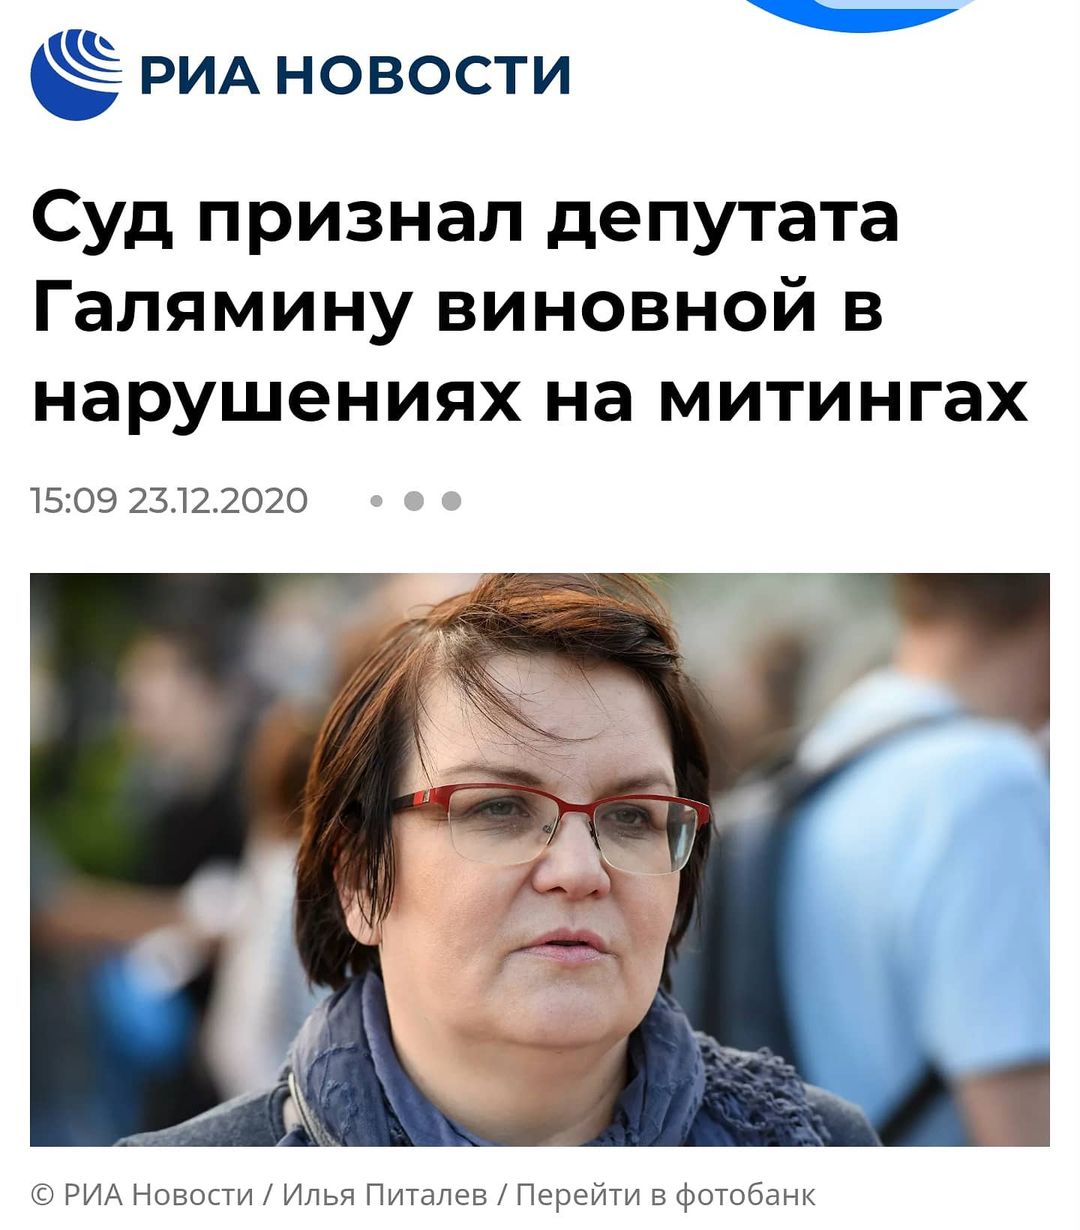 РИА НОВОСТИ
Суд признал депутата
Галямину виновной в
нарушениях на митингах
15:09 23.12.2020
© РИА Новости / Илья Питалев / Перейти в фотобанк